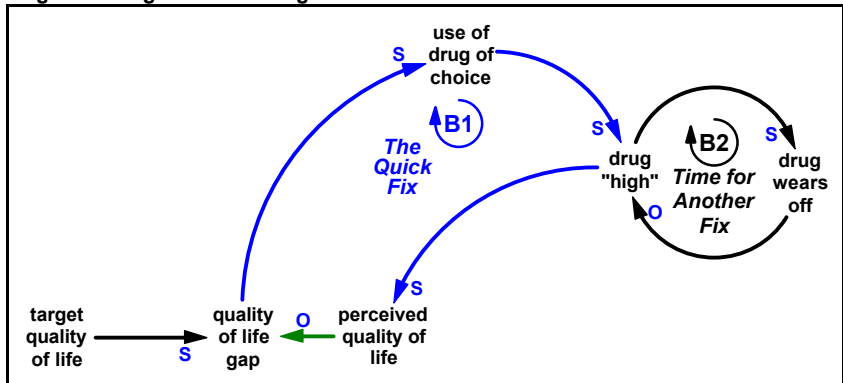 use of
drug of
choice
S
B1
The
Quick
Fix
S
drug
"high"
B2
Time for
Another
Fix
S
drug
wears
off
O
S
target
quality
of life
S
quality
of life
gap
O
perceived
quality of
life